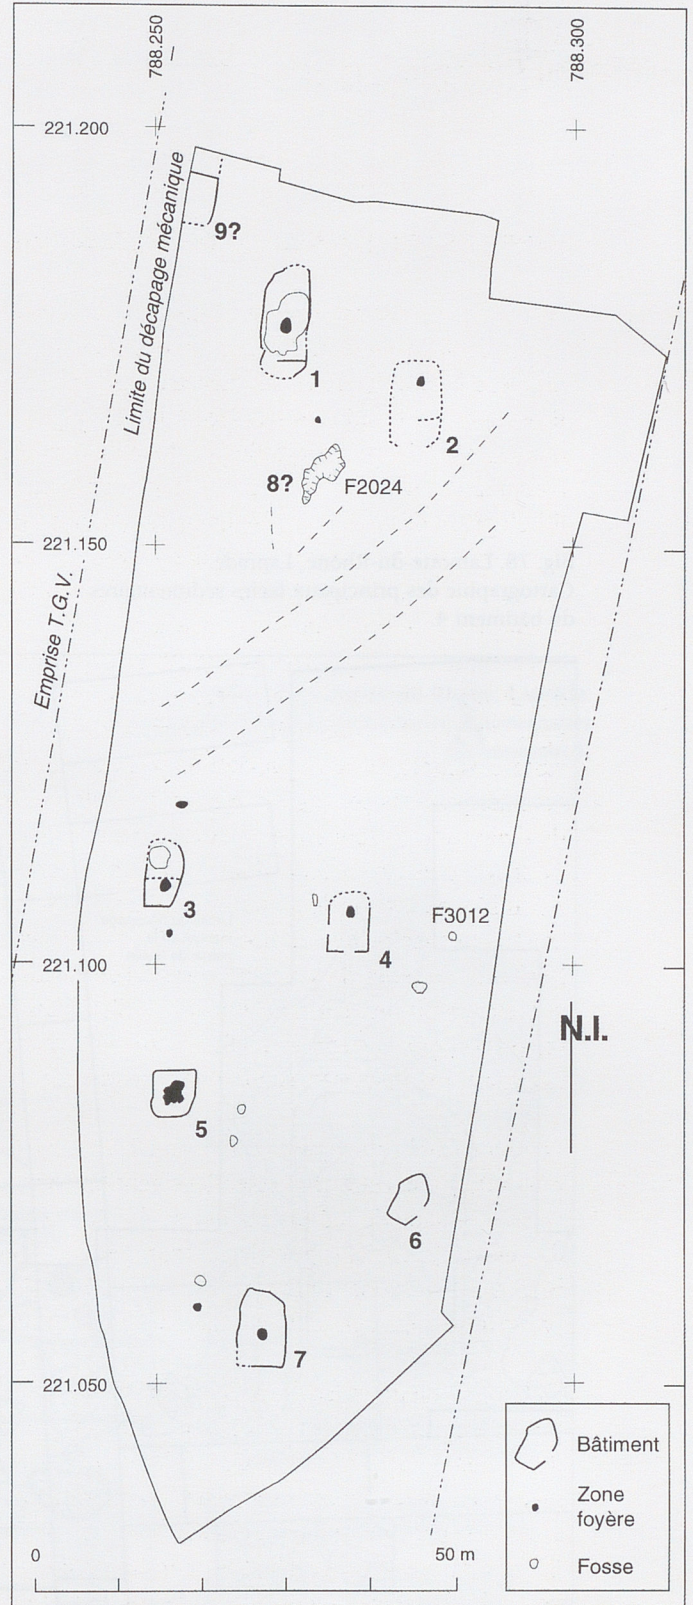 788.250
788.300
221.200
Limite du décapage mécanique
9?
1
2
8?
F2024
221.150
Emprise T.G.V.
3
F3012
4
221.100
N.I.
5
6
7
221.050
Bâtiment
Zone
foyère
Fosse
0
50 m